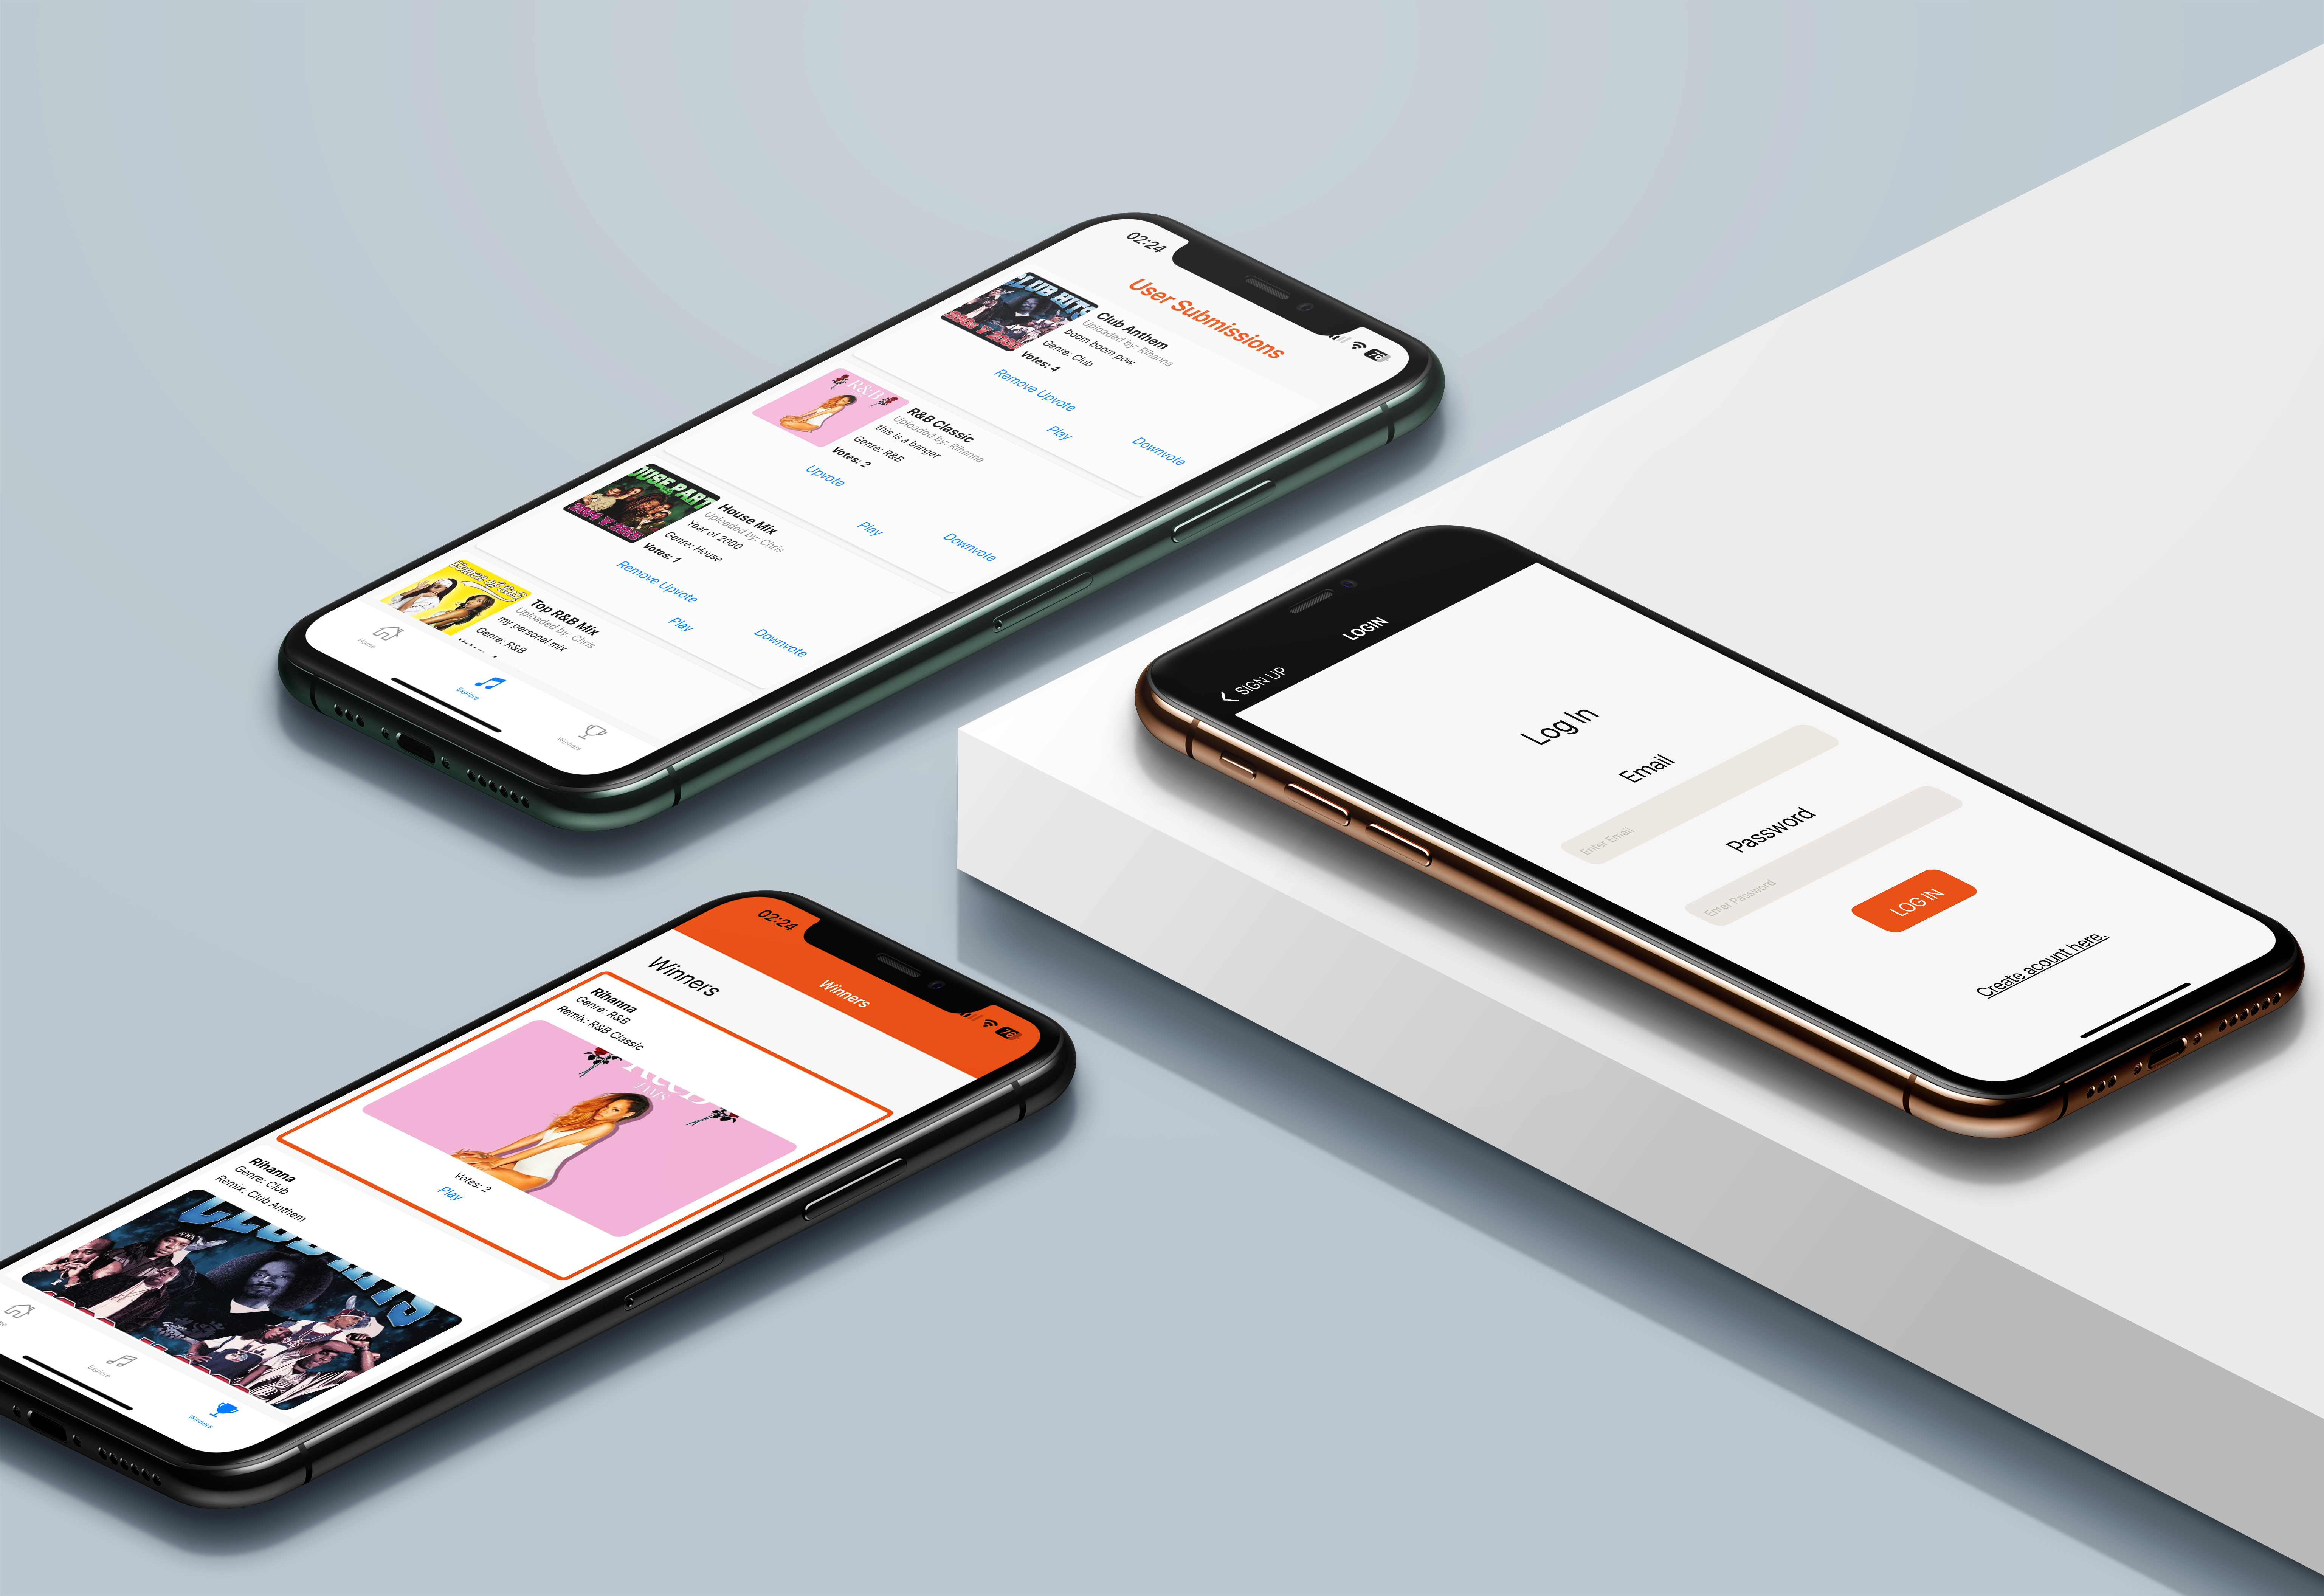 02:24
76
User Submissions
CLUB HITS
Club Anthem
Uploaded by: Rihanna
boom boom pow
Genre: Club
Votes: 4
Remove Upvote
Play
Downvote
R&B
R&B Classic
Uploaded by: Rihanna
this is a banger
Genre: R&B
Votes: 2
Upvote
Play
Downvote
House Mix
Uploaded by: Chris
Year of 2000
Genre: House
Votes: 1
Remove Upvote
Play
Downvote
Top R&B Mix
Uploaded by: Chris
my personal mix
Genre: R&B
Home
Explore
Winners
SIGN UP
LOGIN
Log In
Email
Enter Email
Password
Enter Password
LOG IN
Create acount here.
02:24
76
Winners
Winners
Rihanna
Genre: R&B
Remix: R&B Classic
JAMS
Votes: 2
Play
Rihanna
Genre: Club
Remix: Club Anthem
Explore
Winners